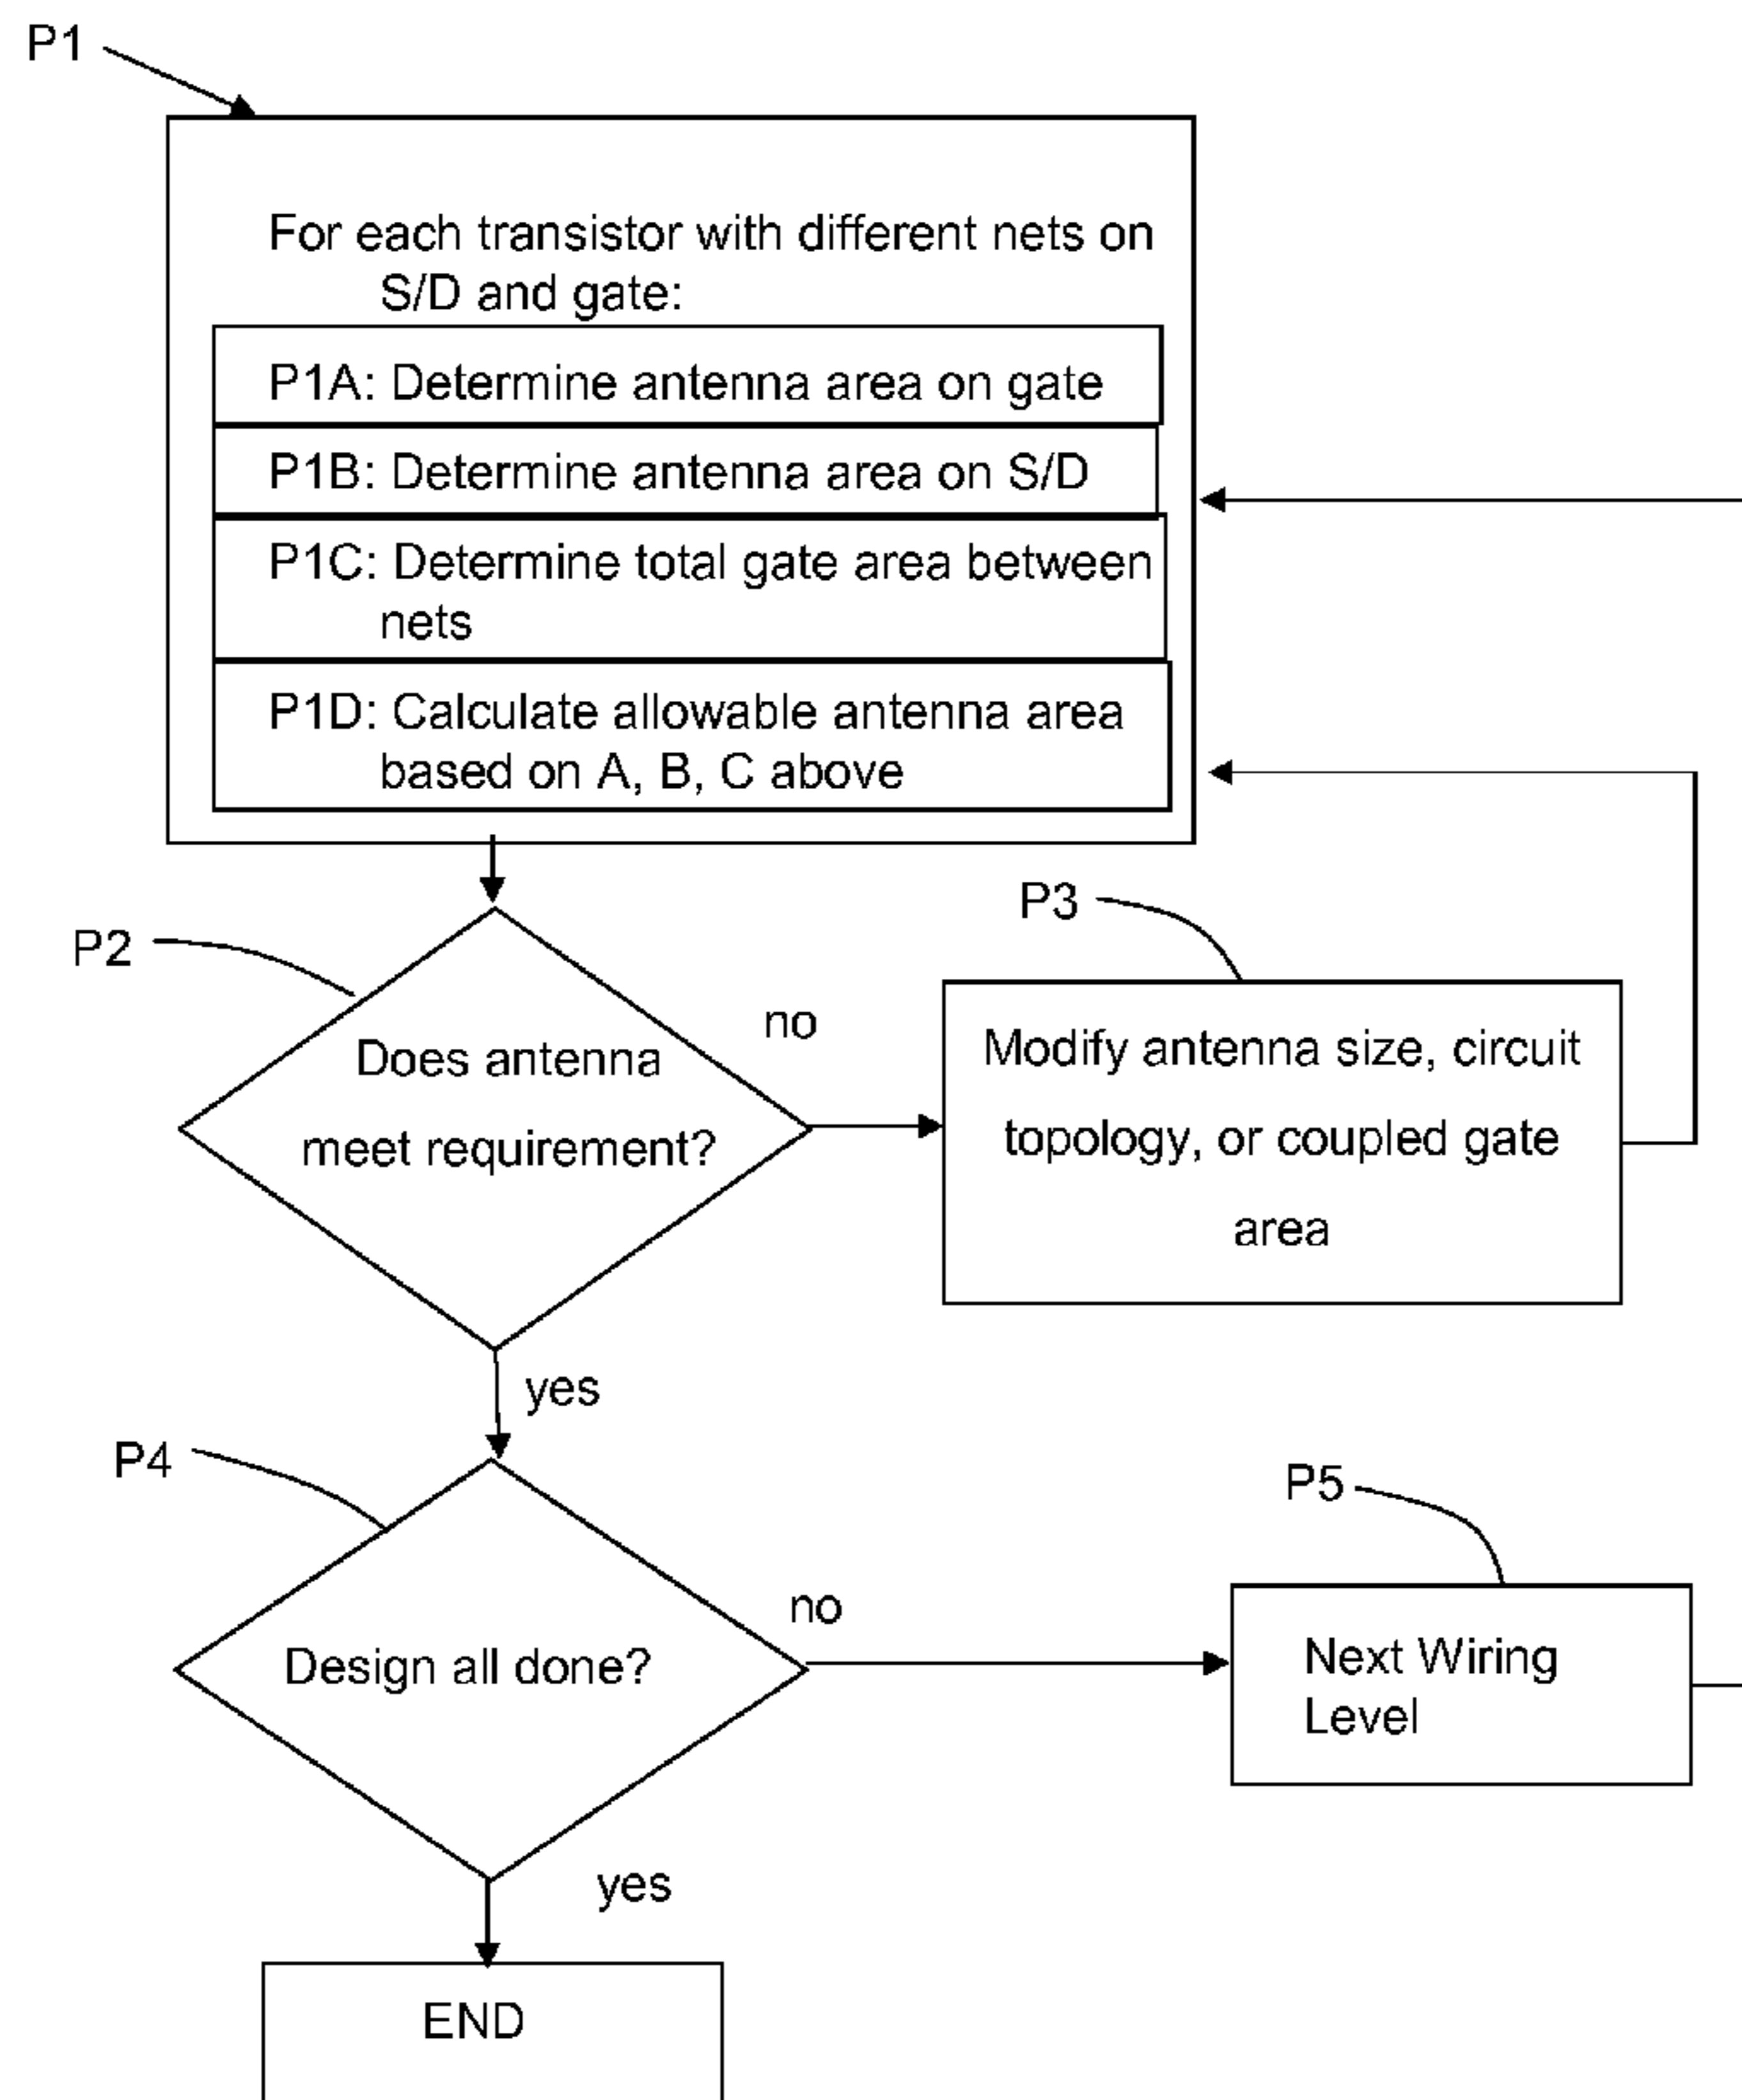 P1
For each transistor with different nets on
S/D and gate:
P1A: Determine antenna area on gate
P1B: Determine antenna area on S/D
P1C: Determine total gate area between
nets
P1D: Calculate allowable antenna area
based on A, B, C above
P2
Does antenna
meet requirement?
no
P3
Modify antenna size, circuit
topology, or coupled gate
area
yes
P4
Design all done?
no
P5
Next Wiring
Level
yes
END